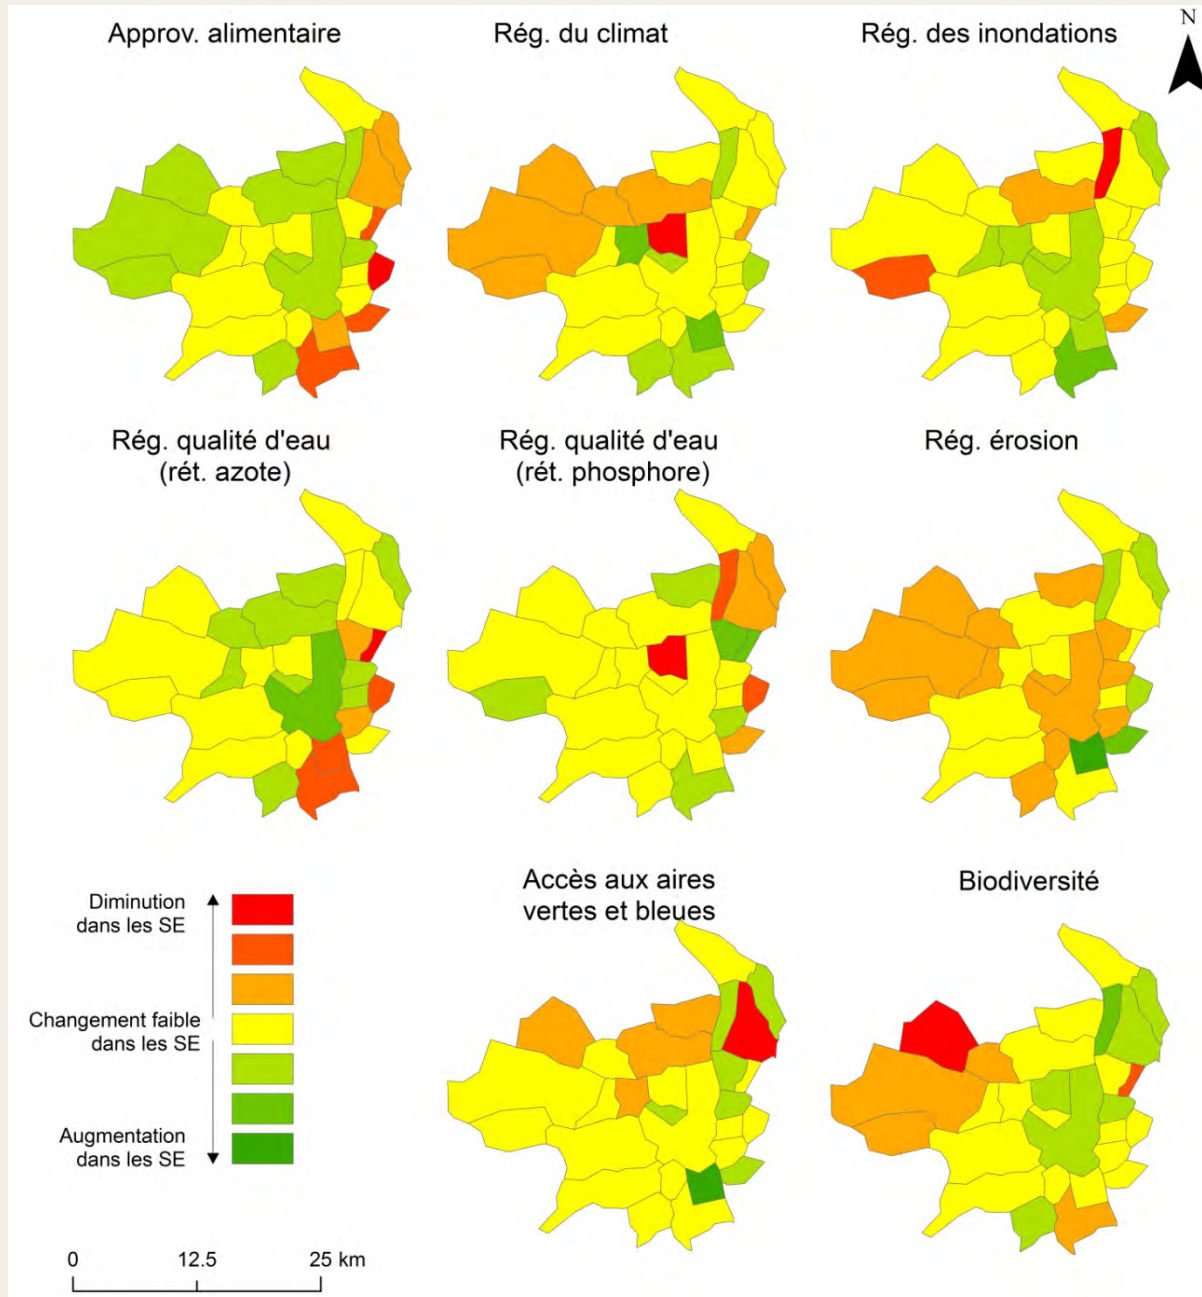 N
Approv. alimentaire
Rég. du climat
Rég. des inondations
Rég. qualité d'eau
(rét. azote)
Rég. qualité d'eau
(rét. phosphore)
Rég. érosion
Accès aux aires
vertes et bleues
Biodiversité
Diminution
dans les SE
Changement faible
dans les SE
Augmentation
dans les SE
0 12.5 25 km